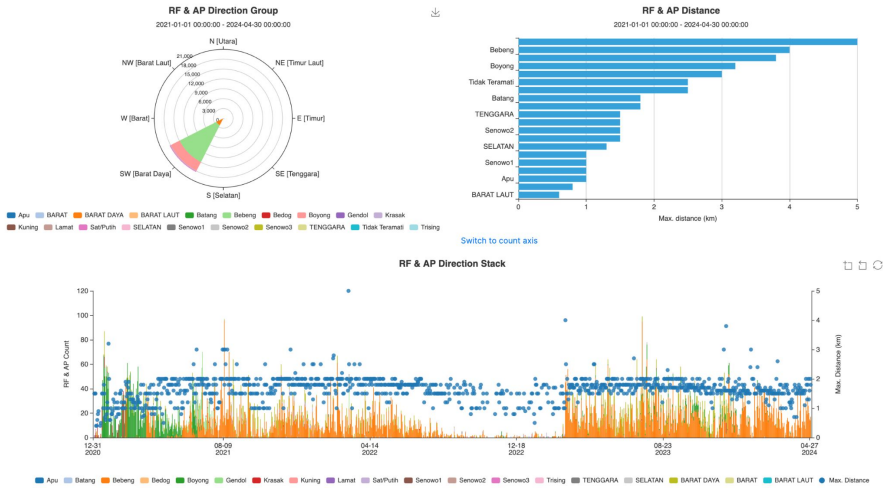 RF & AP Direction Group
2021-01-01 00:00:00 - 2024-04-30 00:00:00
N [Utara]
NW [Barat Laut]
NE [Timur Laut]
21,000
18,000
15,000
12,000
9,000
6,000
3,000
0
W [Barat]
E [Timur]
SW [Barat Daya]
SE [Tenggara]
S [Selatan]
Apu BARAT BARAT DAYA BARAT LAUT Batang Bebeng Bedog Boyong Gendol Krasak
Kuning Lamat Sat/Putih SELATAN Senowo1 Senowo2 Senowo3 TENGGARA Tidak Teramati Trising
RF & AP Distance
2021-01-01 00:00:00 - 2024-04-30 00:00:00
Bebeng
Boyong
Tidak Teramati
Batang
TENGGARA
Senowo2
SELATAN
Senowo1
Apu
BARAT LAUT
0 1 2 3 4 5
Max. distance (km)
Switch to count axis
RF & AP Direction Stack
120
100
80
60
40
20
0
RF & AP Count
5
4
3
2
1
0
Max. Distance (km)
12-31 08-09 04-14 12-18 08-23 04-27
2020 2021 2022 2022 2023 2024
Apu Batang Bebeng Bedog Boyong Gendol Krasak Kuning Lamat Sat/Putih Senowo1 Senowo2 Senowo3 Trising TENGGARA SELATAN BARAT DAYA BARAT BARAT LAUT Max. Distance